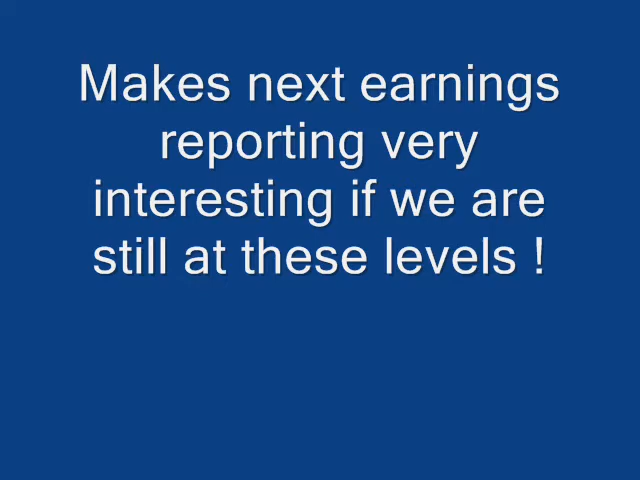 Makes next earnings
reporting very
interesting if we are
still at these levels !